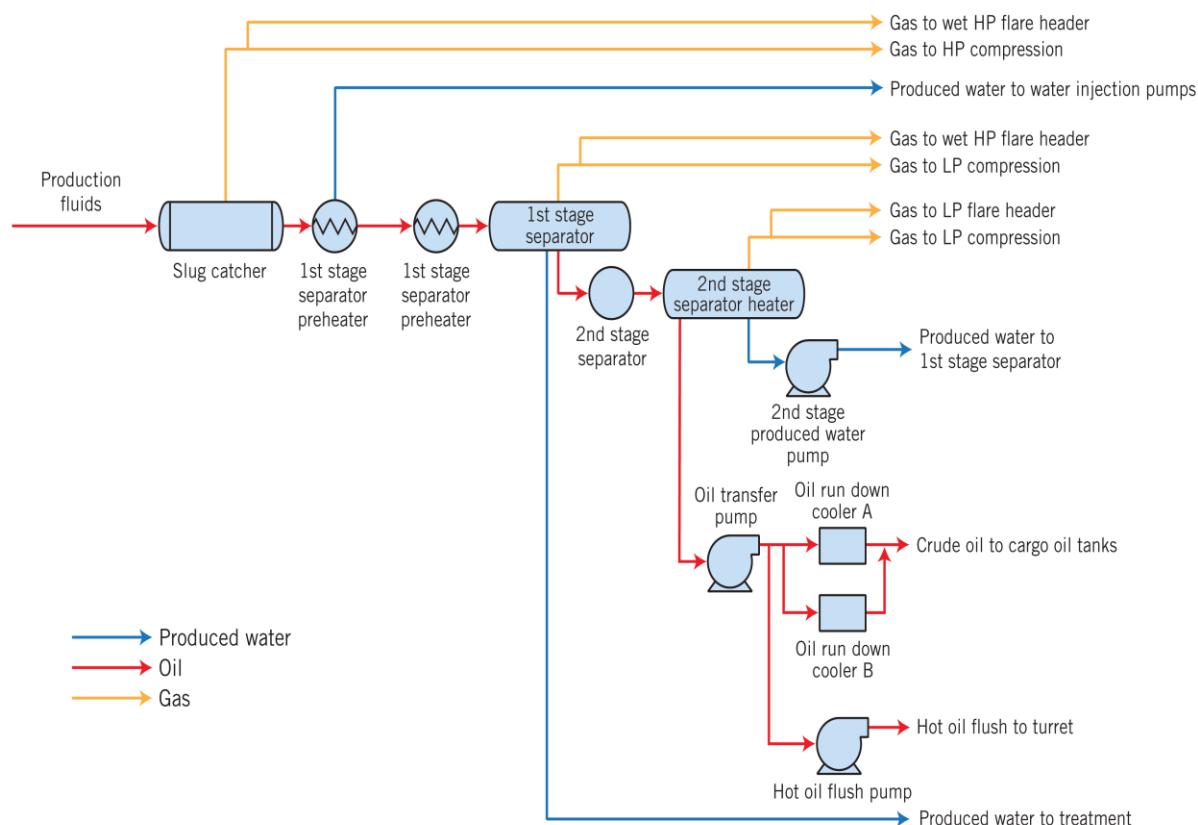 Gas to wet HP flare header
Gas to HP compression
Produced water to water injection pumps
Gas to wet HP flare header
Gas to LP compression
Production
fluids
Slug catcher
1st stage
separator
preheater
1st stage
separator
preheater
1st stage
separator
Gas to LP flare header
Gas to LP compression
2nd stage
separator
2nd stage
separator heater
Produced water to
1st stage separator
2nd stage
produced water
pump
Oil transfer
pump
Oil run down
cooler A
Crude oil to cargo oil tanks
Oil run down
cooler B
Produced water
Oil
Gas
Hot oil flush to turret
Hot oil flush pump
Produced water to treatment